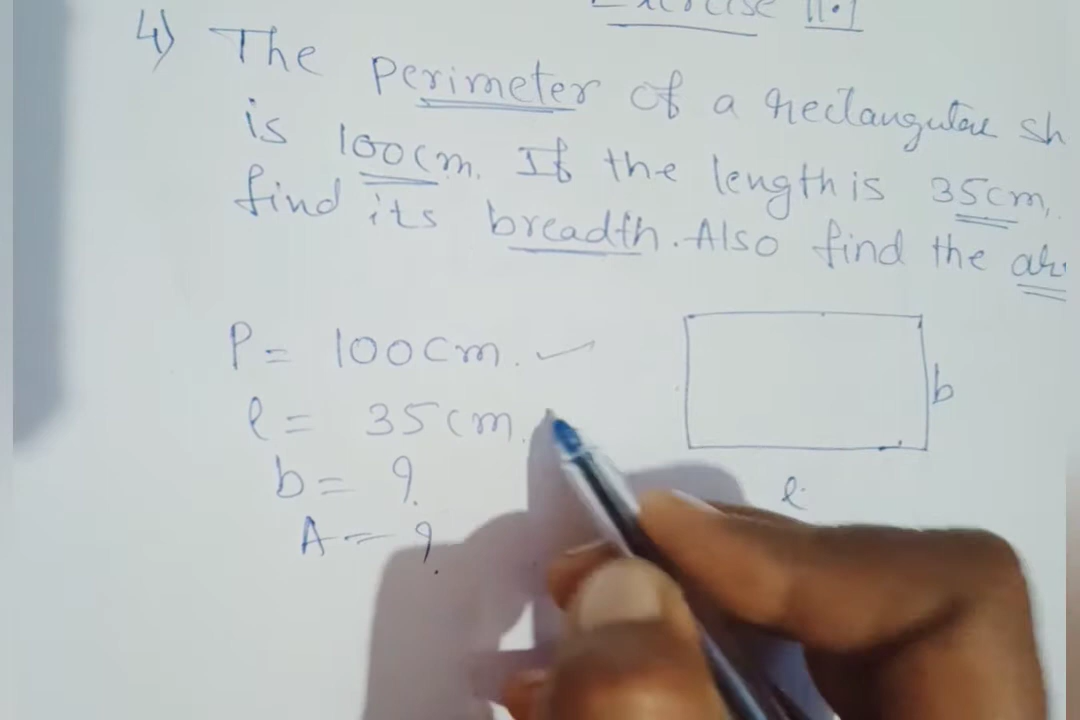 Exercise 11.1
4) The perimeter of a rectangular sh
is 100cm. If the length is 35cm,
find its breadth. Also find the ar
P = 100cm.
l = 35cm.
b = ?
A = ?
b
l